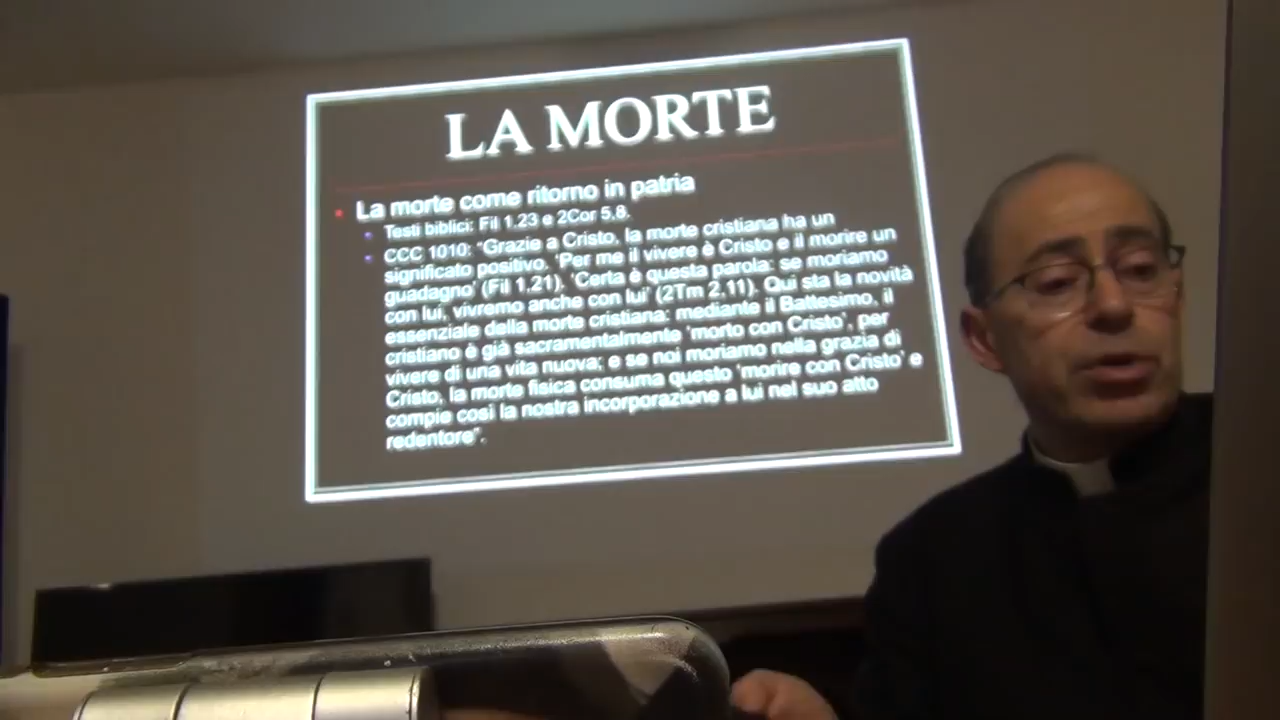 LA MORTE
La morte come ritorno in patria
Testi biblici: Fil 1,23 e 2Cor 5,8.
CCC 1010: "Grazie a Cristo, la morte cristiana ha un
significato positivo. 'Per me il vivere è Cristo e il morire un
guadagno' (Fil 1,21). 'Certa è questa parola: se moriamo
con lui, vivremo anche con lui' (2Tm 2,11). Qui sta la novità
essenziale della morte cristiana: mediante il Battesimo, il
cristiano è già sacramentalmente 'morto con Cristo', per
vivere di una vita nuova; e se noi moriamo nella grazia di
Cristo, la morte fisica consuma questo 'morire con Cristo' e
compie così la nostra incorporazione a lui nel suo atto
redentore".